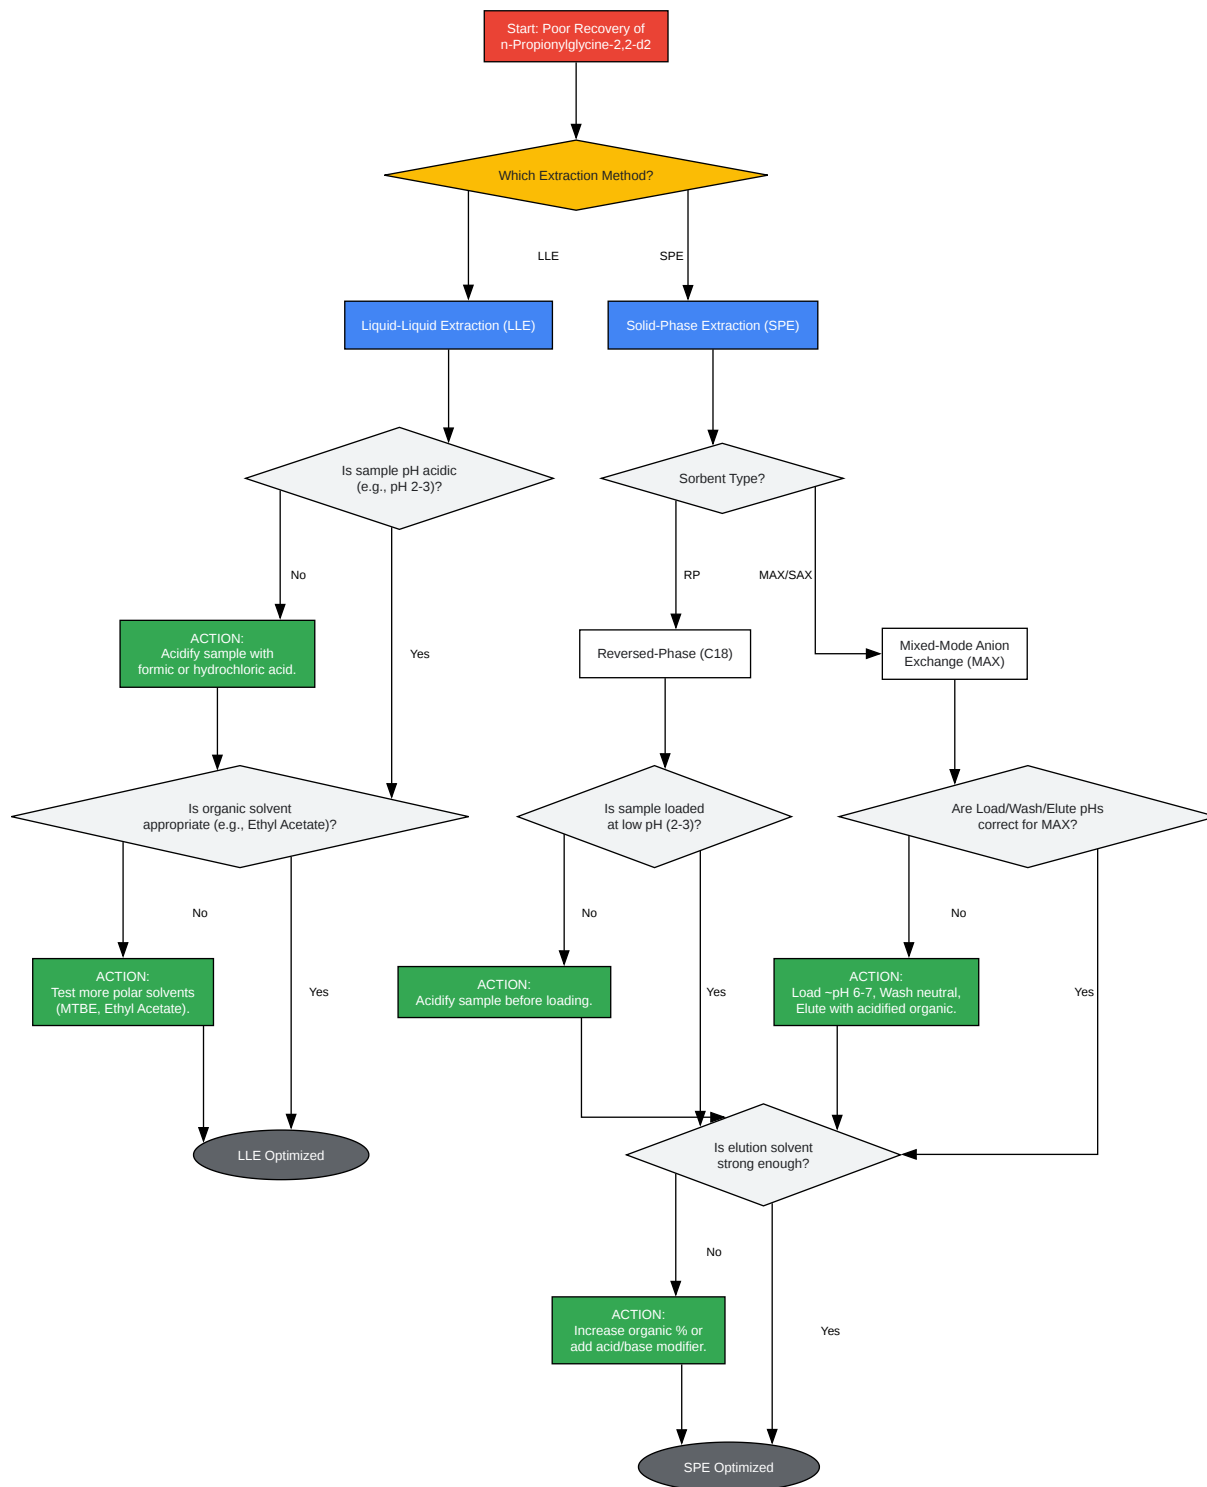 Start: Poor Recovery of
n-Propionylglycine-2,2-d2
Which Extraction Method?
LLE
SPE
Liquid-Liquid Extraction (LLE)
Solid-Phase Extraction (SPE)
Is sample pH acidic
(e.g., pH 2-3)?
Sorbent Type?
No
RP
MAX/SAX
ACTION:
Acidify sample with
formic or hydrochloric acid.
Yes
Reversed-Phase (C18)
Mixed-Mode Anion
Exchange (MAX)
Is organic solvent
appropriate (e.g., Ethyl Acetate)?
Is sample loaded
at low pH (2-3)?
Are Load/Wash/Elute pHs
correct for MAX?
No
No
No
ACTION:
Test more polar solvents
(MTBE, Ethyl Acetate).
Yes
ACTION:
Acidify sample before loading.
Yes
ACTION:
Load ~pH 6-7, Wash neutral,
Elute with acidified organic.
Yes
LLE Optimized
Is elution solvent
strong enough?
No
ACTION:
Increase organic % or
add acid/base modifier.
Yes
SPE Optimized